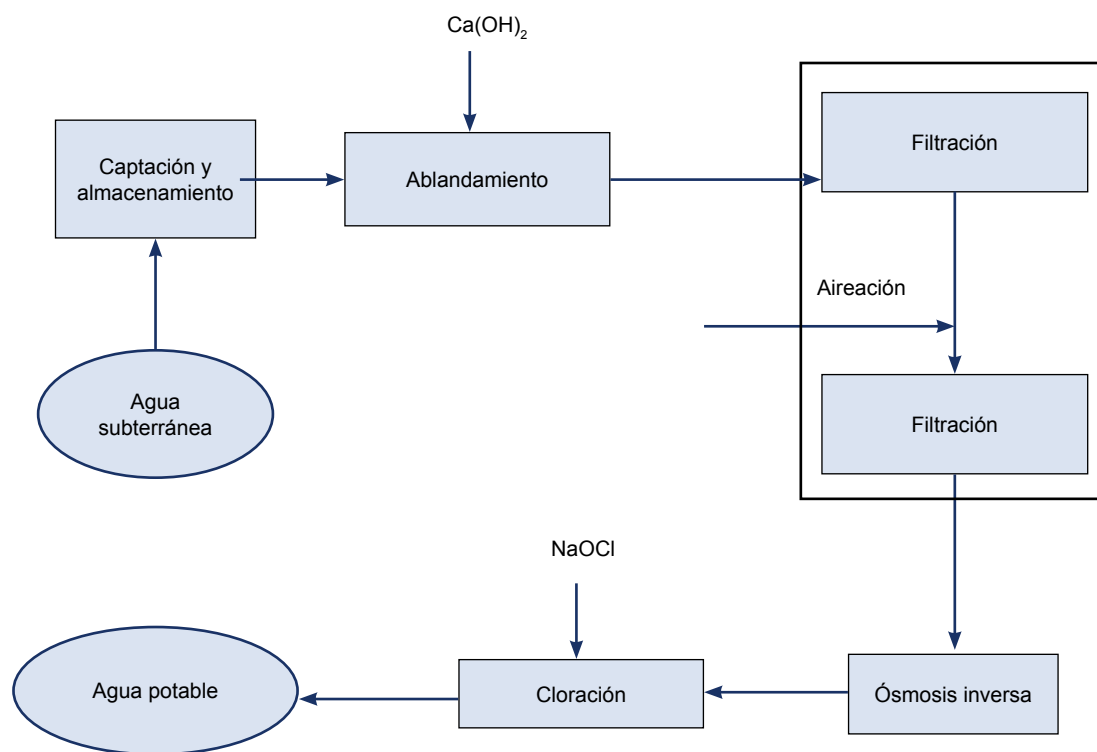 Ca(OH)₂
Captación y
almacenamiento
Ablandamiento
Filtración
Aireación
Agua
subterránea
Filtración
NaOCl
Agua potable
Cloración
Ósmosis inversa